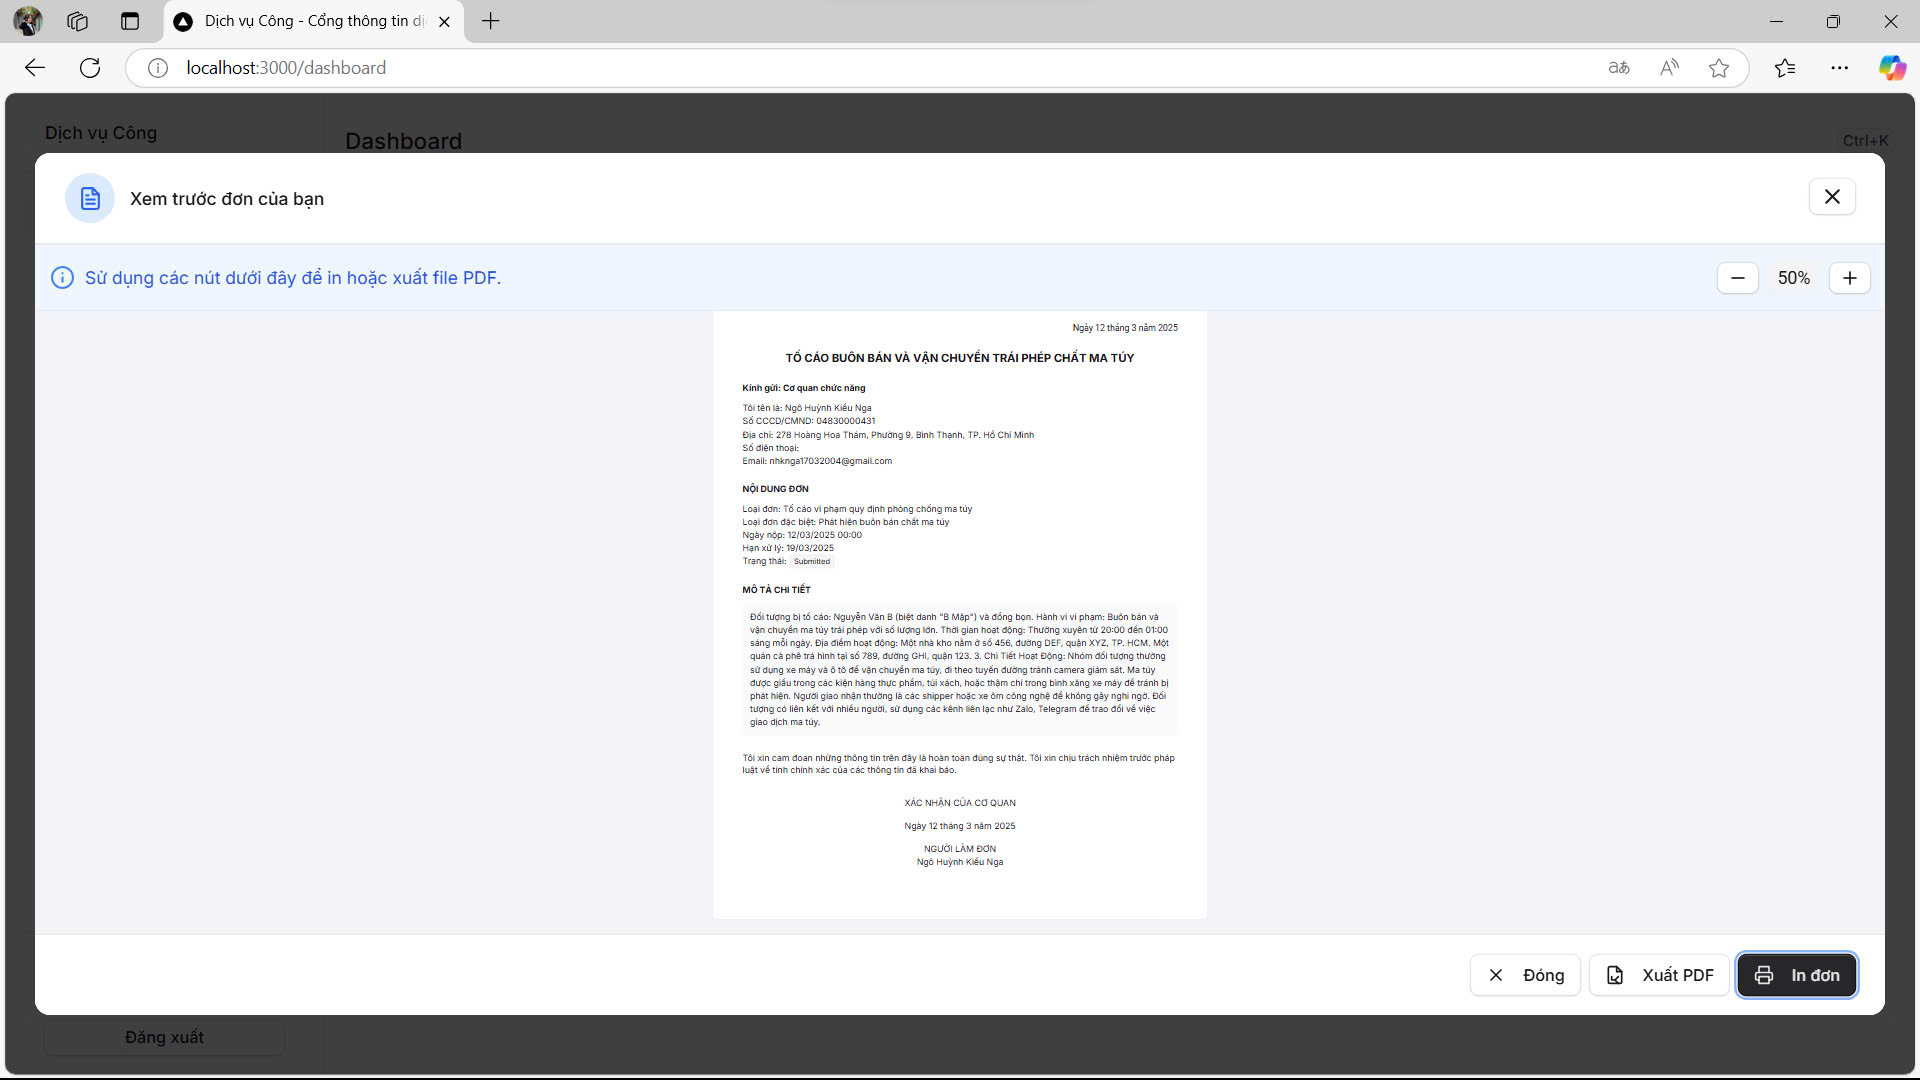 Dịch vụ Công - Cổng thông tin dị
localhost:3000/dashboard
Dịch vụ Công
Dashboard
Ctrl+K
Xem trước đơn của bạn
Sử dụng các nút dưới đây để in hoặc xuất file PDF.
50%
Ngày 12 tháng 3 năm 2025
TỐ CÁO BUÔN BÁN VÀ VẬN CHUYỂN TRÁI PHÉP CHẤT MA TÚY
Kính gửi: Cơ quan chức năng
Tôi tên là: Ngô Huỳnh Kiều Nga
Số CCCD/CMND: 04830000431
Địa chỉ: 278 Hoàng Hoa Thám, Phường 9, Bình Thạnh, TP. Hồ Chí Minh
Số điện thoại:
Email: nhknga17032004@gmail.com
NỘI DUNG ĐƠN
Loại đơn: Tố cáo vi phạm quy định phòng chống ma túy
Loại đơn đặc biệt: Phát hiện buôn bán chất ma túy
Ngày nộp: 12/03/2025 00:00
Hạn xử lý: 19/03/2025
Trạng thái: Submitted
MÔ TẢ CHI TIẾT
Đối tượng bị tố cáo: Nguyễn Văn B (biệt danh "B Mập") và đồng bọn. Hành vi vi phạm: Buôn bán và
vận chuyển ma túy trái phép với số lượng lớn. Thời gian hoạt động: Thường xuyên từ 20:00 đến 01:00
sáng mỗi ngày. Địa điểm hoạt động: Một nhà kho nằm ở số 456, đường DEF, quận XYZ, TP. HCM. Một
quán cà phê trá hình tại số 789, đường GHI, quận 123. 3. Chi Tiết Hoạt Động: Nhóm đối tượng thường
sử dụng xe máy và ô tô để vận chuyển ma túy, đi theo tuyến đường tránh camera giám sát. Ma túy
được giấu trong các kiện hàng thực phẩm, túi xách, hoặc thậm chí trong bình xăng xe máy để tránh bị
phát hiện. Người giao nhận thường là các shipper hoặc xe ôm công nghệ để không gây nghi ngờ. Đối
tượng có liên kết với nhiều người, sử dụng các kênh liên lạc như Zalo, Telegram để trao đổi về việc
giao dịch ma túy.
Tôi xin cam đoan những thông tin trên đây là hoàn toàn đúng sự thật. Tôi xin chịu trách nhiệm trước pháp
luật về tính chính xác của các thông tin đã khai báo.
XÁC NHẬN CỦA CƠ QUAN
Ngày 12 tháng 3 năm 2025
NGƯỜI LÀM ĐƠN
Ngô Huỳnh Kiều Nga
Đóng
Xuất PDF
In đơn
Đăng xuất